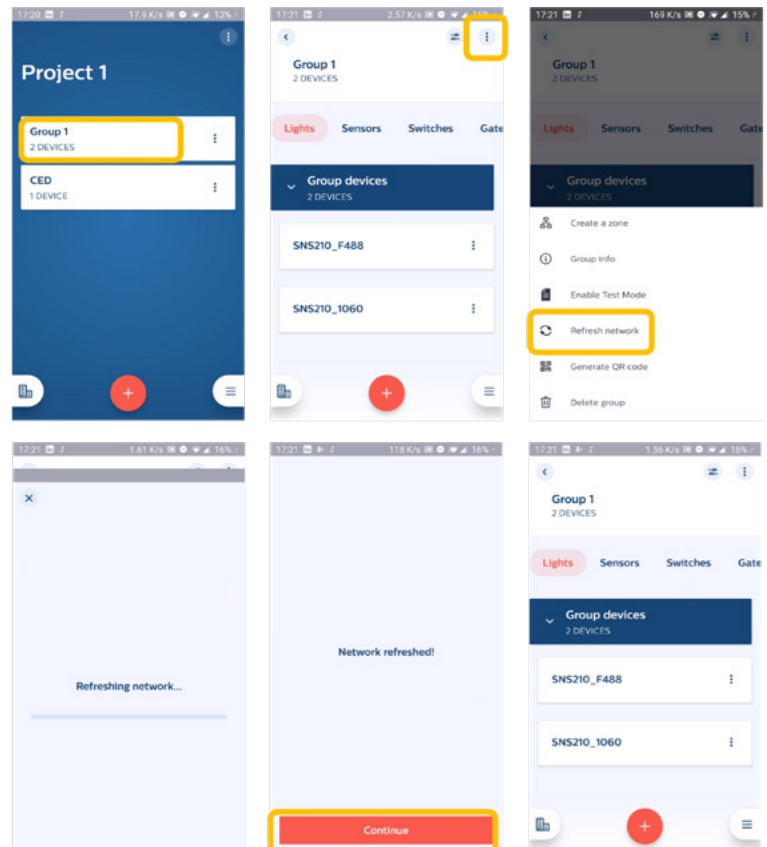 17:20
17.9 K/s
13%
Project 1
Group 1
2 DEVICES
CED
1 DEVICE
17:21
2.57 K/s
Group 1
2 DEVICES
Lights Sensors Switches Gate
Group devices
2 DEVICES
SNS210_F488
SNS210_1060
17:21
169 K/s
15%
Group 1
2 DEVICES
Lights Sensors Switches Gate
Group devices
2 DEVICES
Create a zone
Group info
Enable Test Mode
Refresh network
Generate QR code
Delete group
17:21
1.61 K/s
16%
Refreshing network...
17:21
118 K/s
16%
Network refreshed!
Continue
17:21
1.56 K/s
16%
Group 1
2 DEVICES
Lights Sensors Switches Gate
Group devices
2 DEVICES
SNS210_F488
SNS210_1060